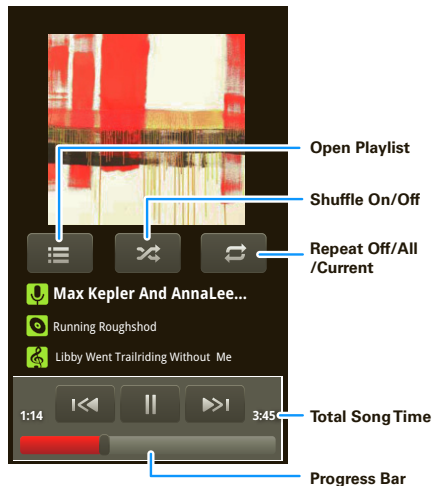 Open Playlist
Shuffle On/Off
Repeat Off/All
/Current
Max Kepler And AnnaLee...
Running Roughshod
Libby Went Trailriding Without Me
1:14
3:45
Total Song Time
Progress Bar